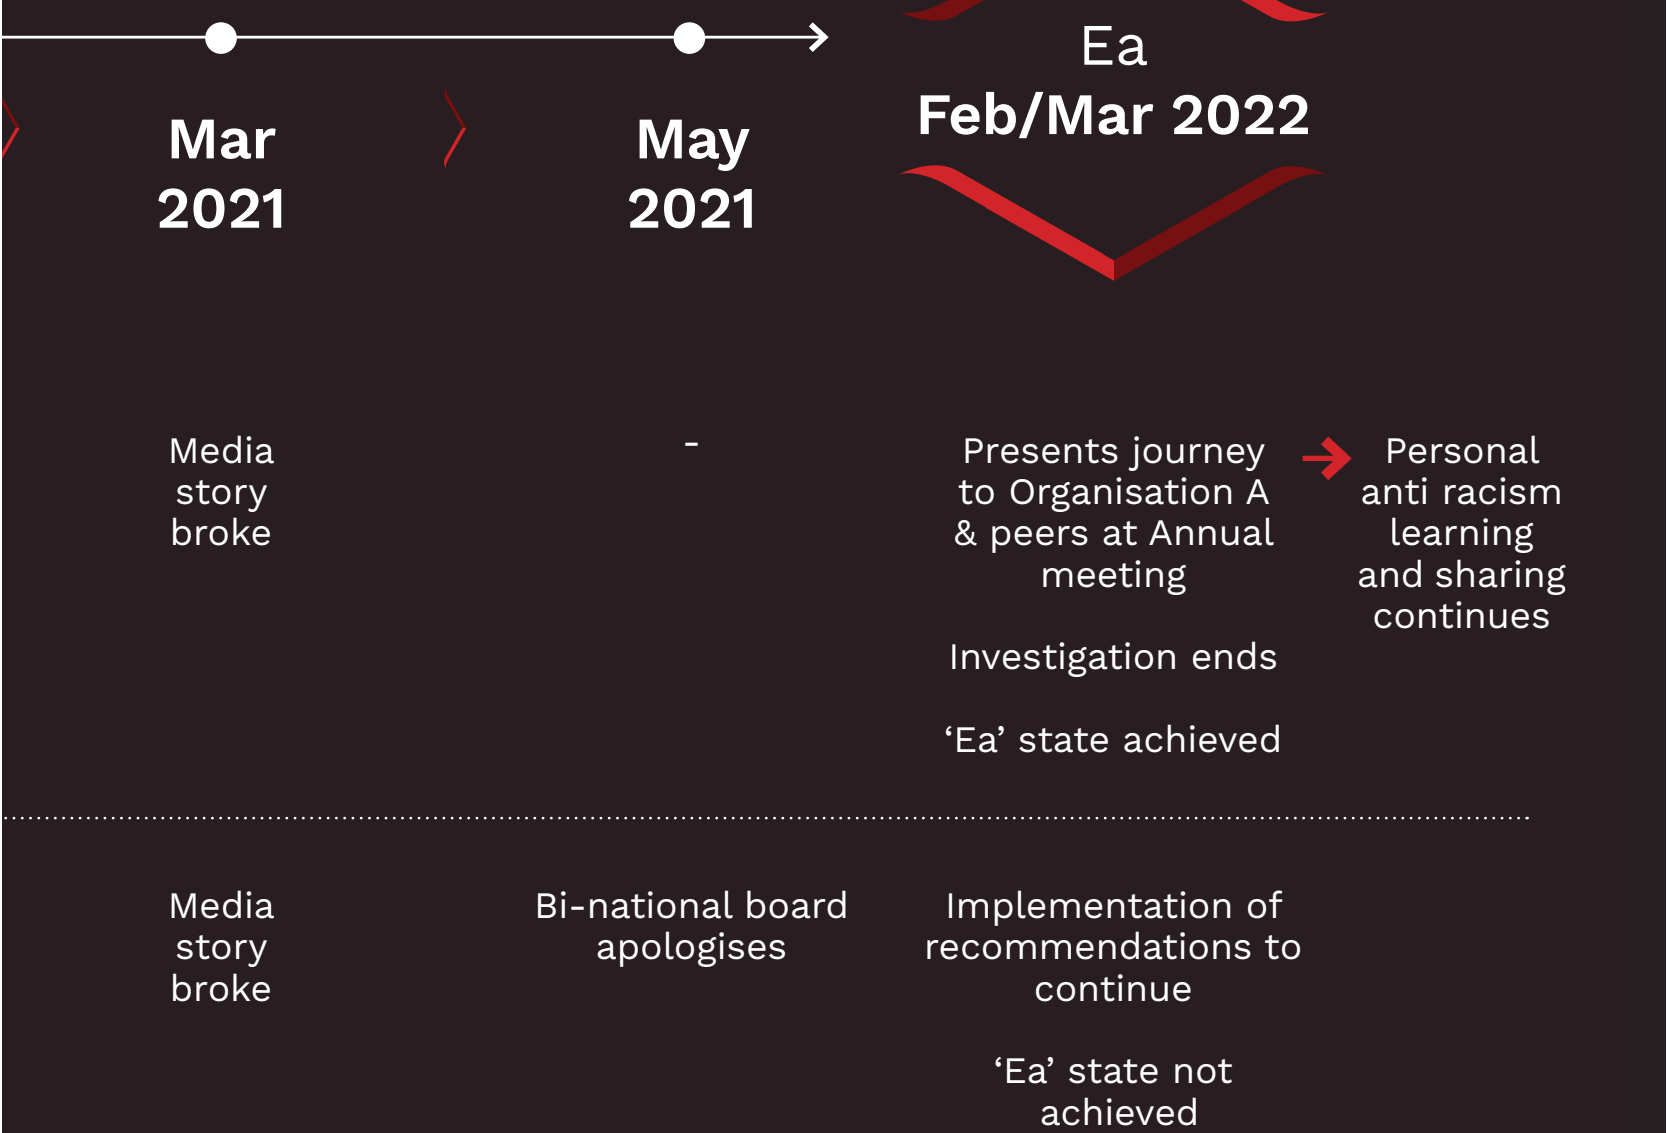 Ea
Feb/Mar 2022
Mar
2021
May
2021
Media
story
broke
-
Presents journey
to Organisation A
& peers at Annual
meeting
Investigation ends
‘Ea’ state achieved
Personal
anti racism
learning
and sharing
continues
Media
story
broke
Bi-national board
apologises
Implementation of
recommendations to
continue
‘Ea’ state not
achieved